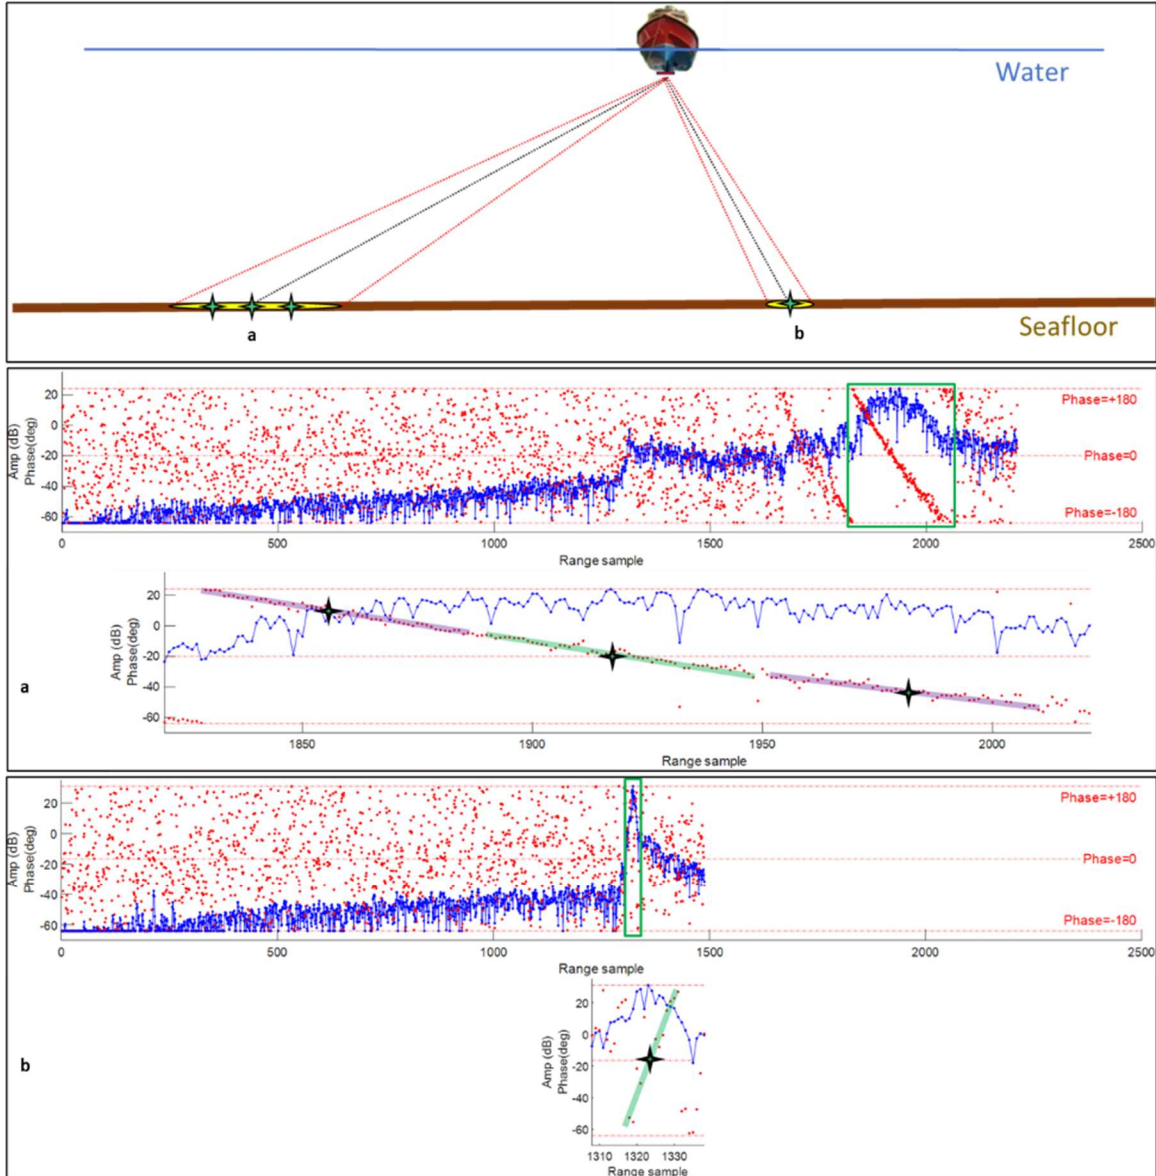 Water
a
b
Seafloor
20
0
-20
-40
-60
Amp (dB)
Phase(deg)
Phase=+180
Phase=0
Phase=-180
0
500
1000
1500
2000
2500
Range sample
20
0
-20
-40
-60
Amp (dB)
Phase(deg)
a
1850
1900
1950
2000
Range sample
20
0
-20
-40
-60
Amp (dB)
Phase(deg)
Phase=+180
Phase=0
Phase=-180
0
500
1000
1500
2000
2500
Range sample
20
0
-20
-40
-60
Amp (dB)
Phase(deg)
b
1310
1320
1330
Range sample